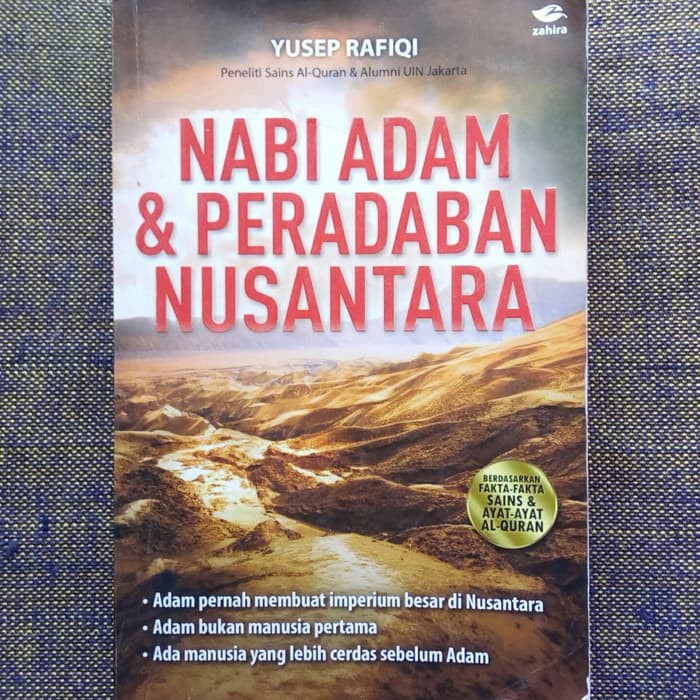 zahira
YUSEP RAFIQI
Peneliti Sains Al-Quran & Alumni UIN Jakarta
NABI ADAM
& PERADABAN
NUSANTARA
BERDASARKAN
FAKTA-FAKTA
SAINS &
AYAT-AYAT
AL-QURAN
• Adam pernah membuat imperium besar di Nusantara
• Adam bukan manusia pertama
• Ada manusia yang lebih cerdas sebelum Adam